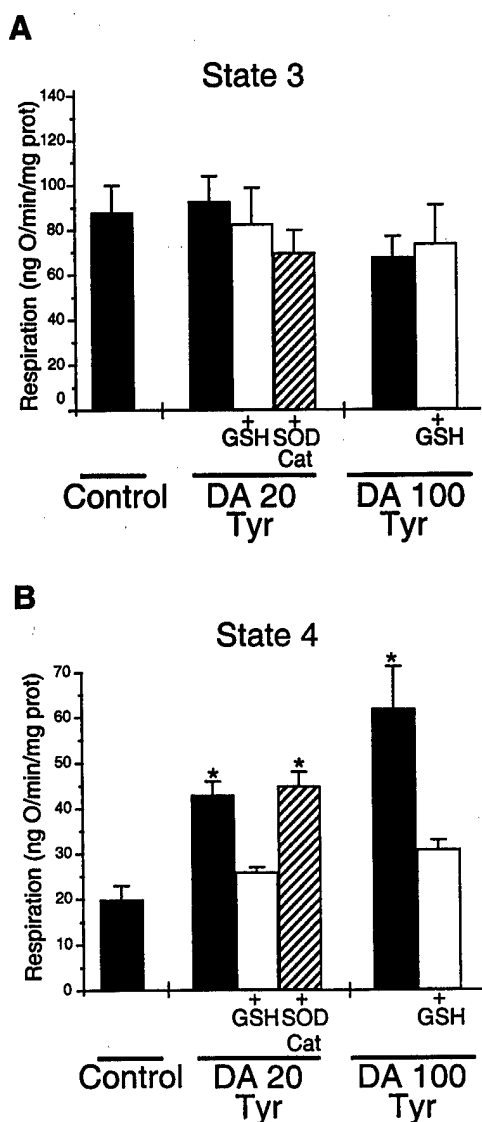 A
State 3
Respiration (ng O/min/mg prot)
140
120
100
80
60
40
20
0
+ +
GSH SOD
Cat
+
GSH
Control DA 20 DA 100
Tyr Tyr
B
State 4
Respiration (ng O/min/mg prot)
70
60
50
40
30
20
10
0
*
*
*
+ +
GSH SOD
Cat
+
GSH
Control DA 20 DA 100
Tyr Tyr